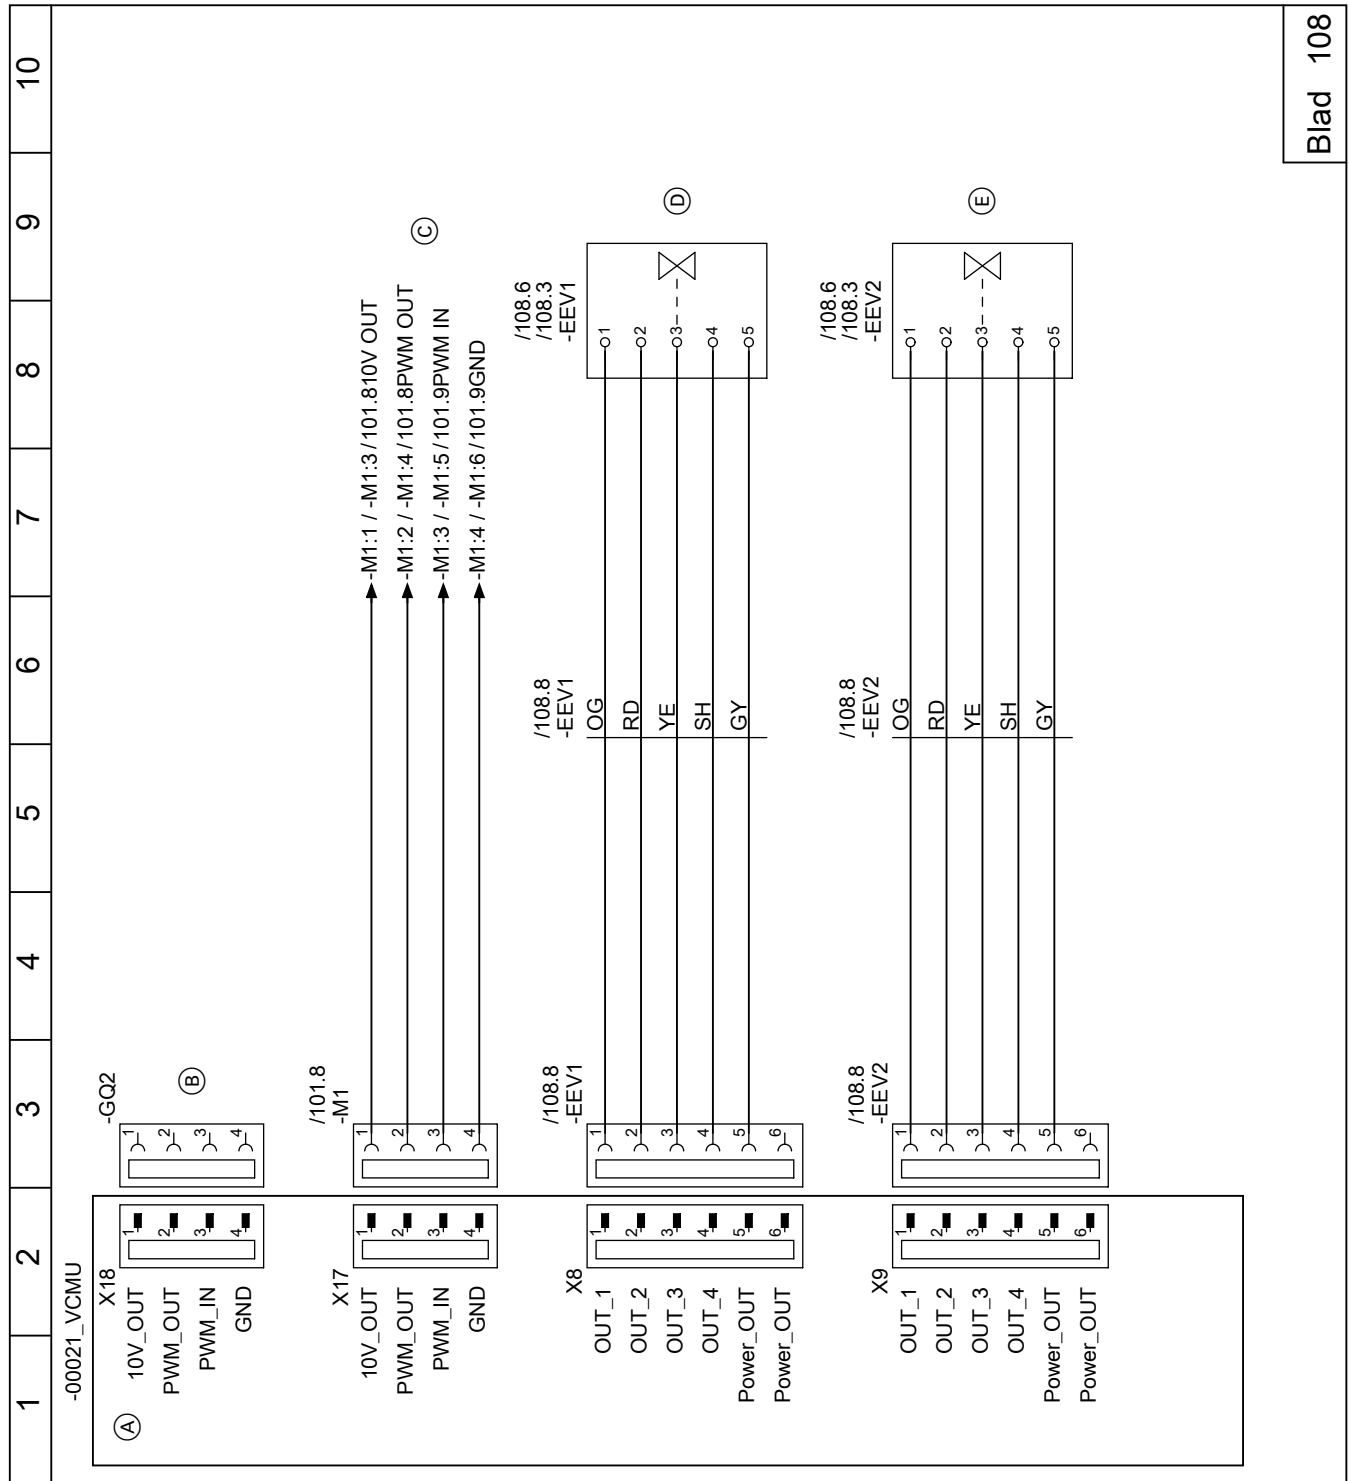 1 2 3 4 5 6 7 8 9 10
-00021_VCMU
A
X18
10V_OUT 1
PWM_OUT 2
PWM_IN 3
GND 4
-GQ2
1
2
3
4
B
X17
10V_OUT 1
PWM_OUT 2
PWM_IN 3
GND 4
/101.8
-M1
1
2
3
4
-M1:1 / -M1:3 /101.810V OUT
-M1:2 / -M1:4 /101.8PWM OUT
-M1:3 / -M1:5 /101.9PWM IN
-M1:4 / -M1:6 /101.9GND
C
X8
OUT_1 1
OUT_2 2
OUT_3 3
OUT_4 4
Power_OUT 5
Power_OUT 6
/108.8
-EEV1
1
2
3
4
5
6
/108.8
-EEV1
OG
RD
YE
SH
GY
/108.6
/108.3
-EEV1
1
2
3
4
5
D
X9
OUT_1 1
OUT_2 2
OUT_3 3
OUT_4 4
Power_OUT 5
Power_OUT 6
/108.8
-EEV2
1
2
3
4
5
6
/108.8
-EEV2
OG
RD
YE
SH
GY
/108.6
/108.3
-EEV2
1
2
3
4
5
E
Blad 108